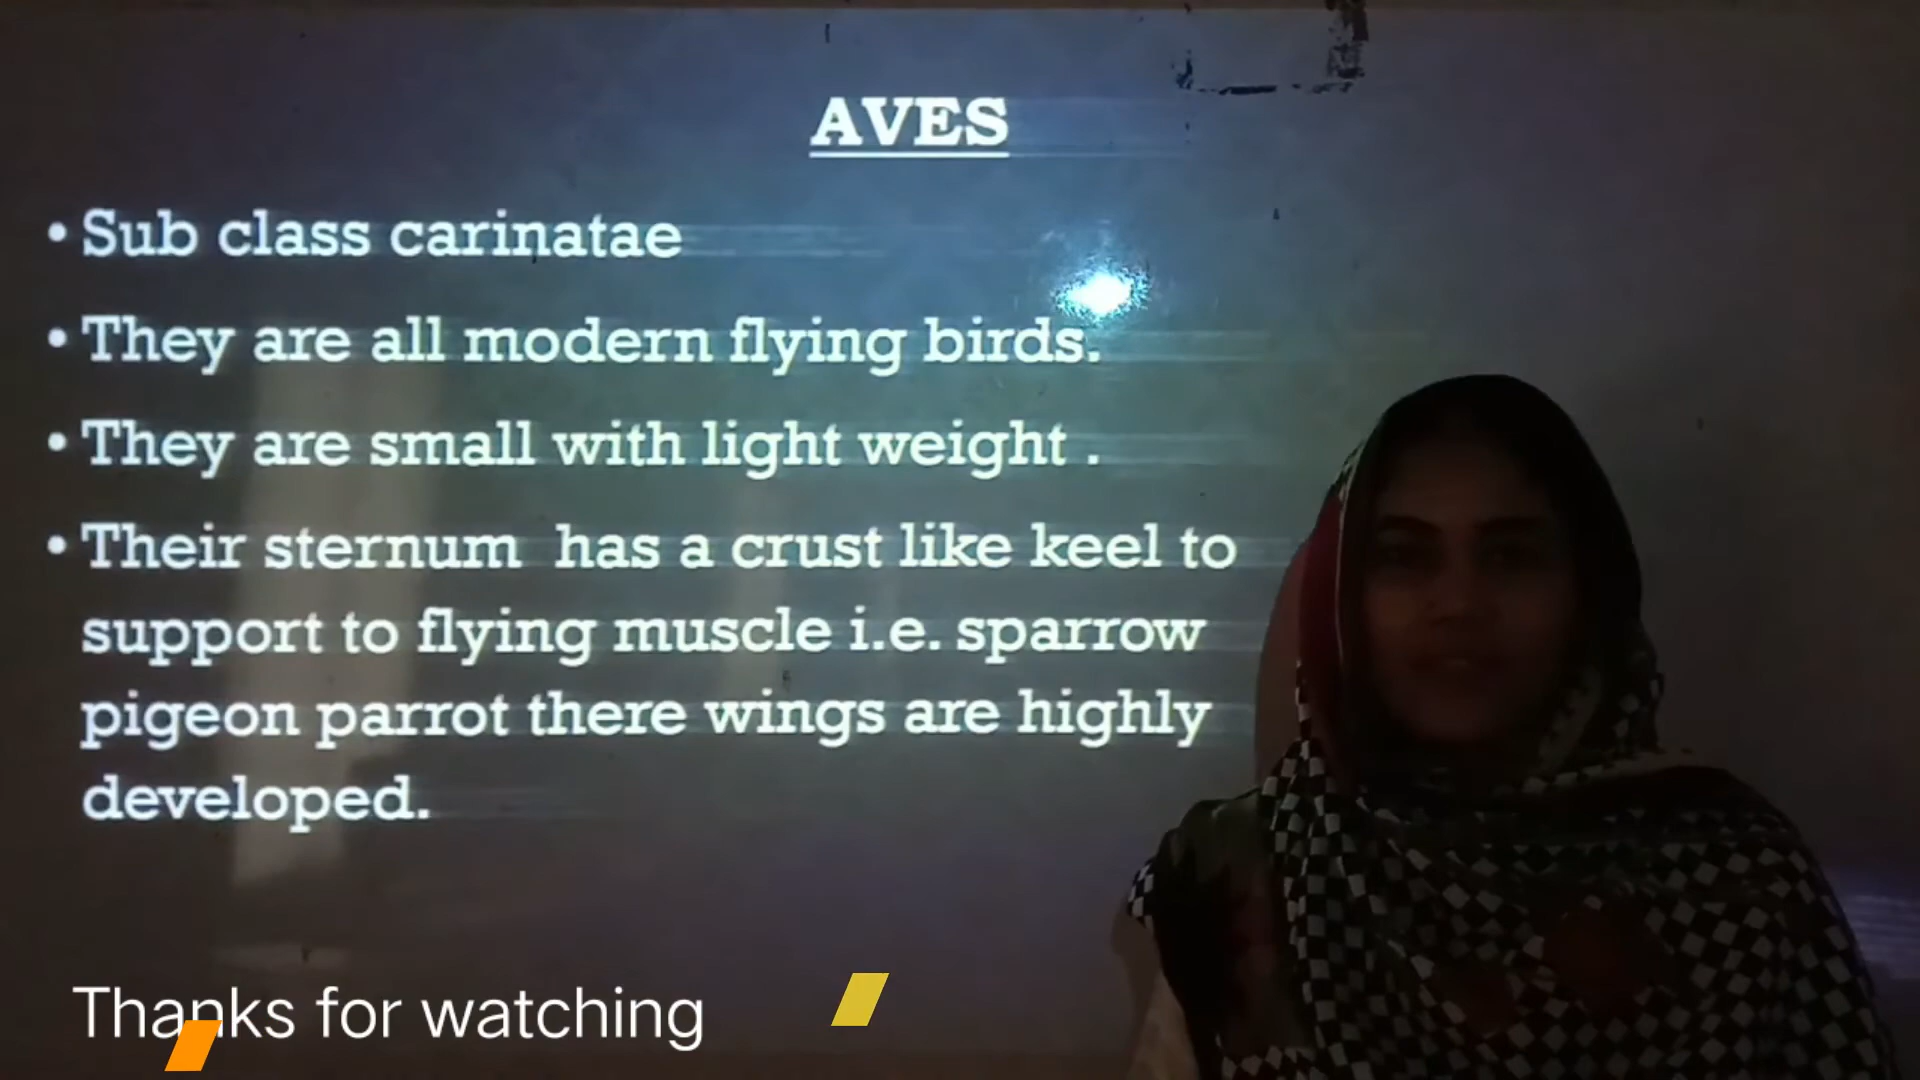 AVES
• Sub class carinatae
• They are all modern flying birds.
• They are small with light weight .
• Their sternum has a crust like keel to
support to flying muscle i.e. sparrow
pigeon parrot there wings are highly
developed.
Thanks for watching